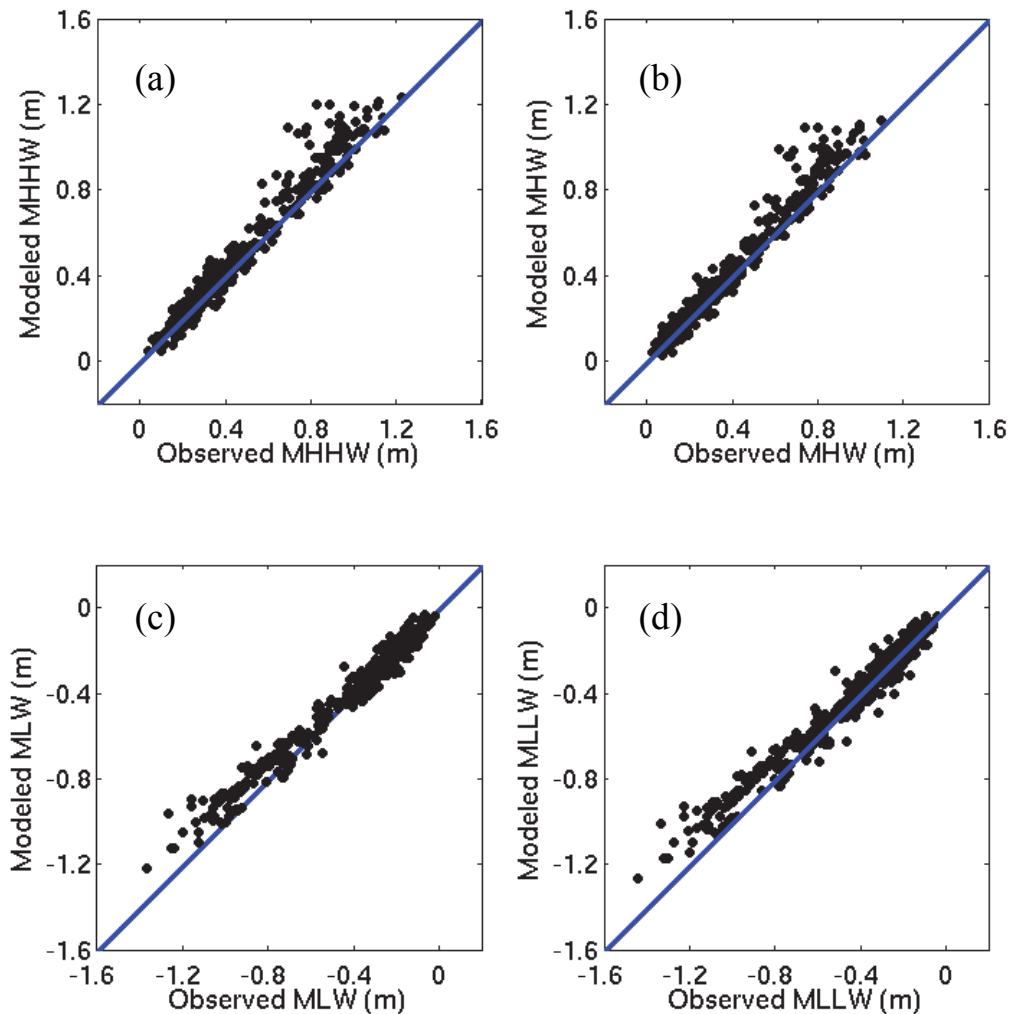 (a)
1.6
1.2
0.8
0.4
0
Modeled MHHW (m)
0 0.4 0.8 1.2 1.6
Observed MHHW (m)
(b)
1.6
1.2
0.8
0.4
0
Modeled MHW (m)
0 0.4 0.8 1.2 1.6
Observed MHW (m)
(c)
0
-0.4
-0.8
-1.2
-1.6
Modeled MLW (m)
-1.6 -1.2 -0.8 -0.4 0
Observed MLW (m)
(d)
0
-0.4
-0.8
-1.2
-1.6
Modeled MLLW (m)
-1.6 -1.2 -0.8 -0.4 0
Observed MLLW (m)